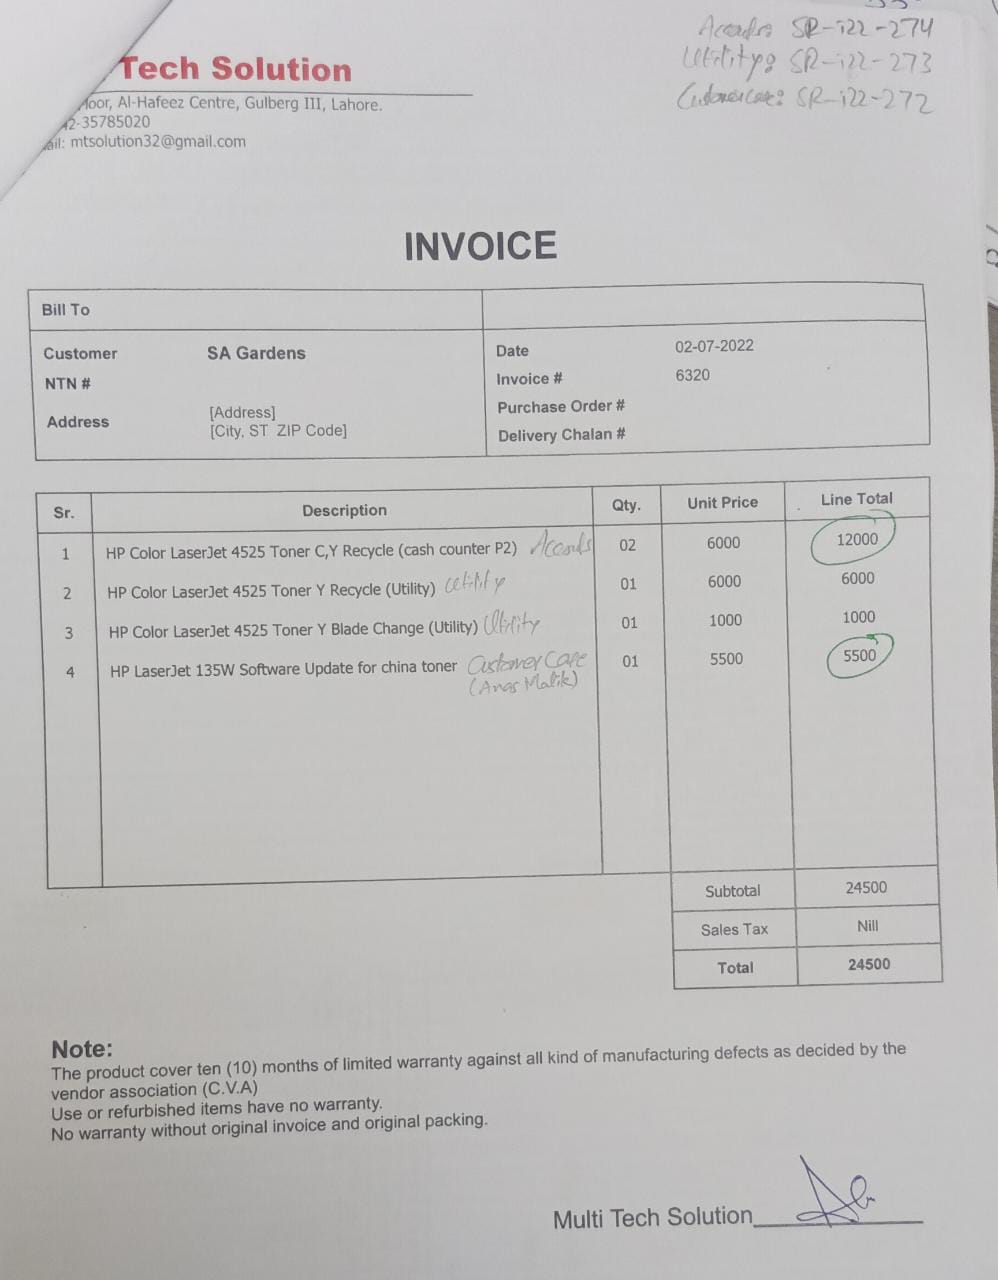 Accords: SR-i22-274
Utility: SR-i22-273
Customer Care: SR-i22-272
Tech Solution
loor, Al-Hafeez Centre, Gulberg III, Lahore.
2-35785020
ail: mtsolution32@gmail.com
INVOICE
Bill To
Customer SA Gardens
NTN #
Address [Address]
[City, ST ZIP Code]
Date 02-07-2022
Invoice # 6320
Purchase Order #
Delivery Chalan #
Sr. Description Qty. Unit Price Line Total
1 HP Color LaserJet 4525 Toner C,Y Recycle (cash counter P2) Accords 02 6000 12000
2 HP Color LaserJet 4525 Toner Y Recycle (Utility) Utility 01 6000 6000
3 HP Color LaserJet 4525 Toner Y Blade Change (Utility) Utility 01 1000 1000
4 HP LaserJet 135W Software Update for china toner Customer Care 01 5500 5500
(Anas Malik)
Subtotal 24500
Sales Tax Nill
Total 24500
Note:
The product cover ten (10) months of limited warranty against all kind of manufacturing defects as decided by the
vendor association (C.V.A)
Use or refurbished items have no warranty.
No warranty without original invoice and original packing.
Multi Tech Solution